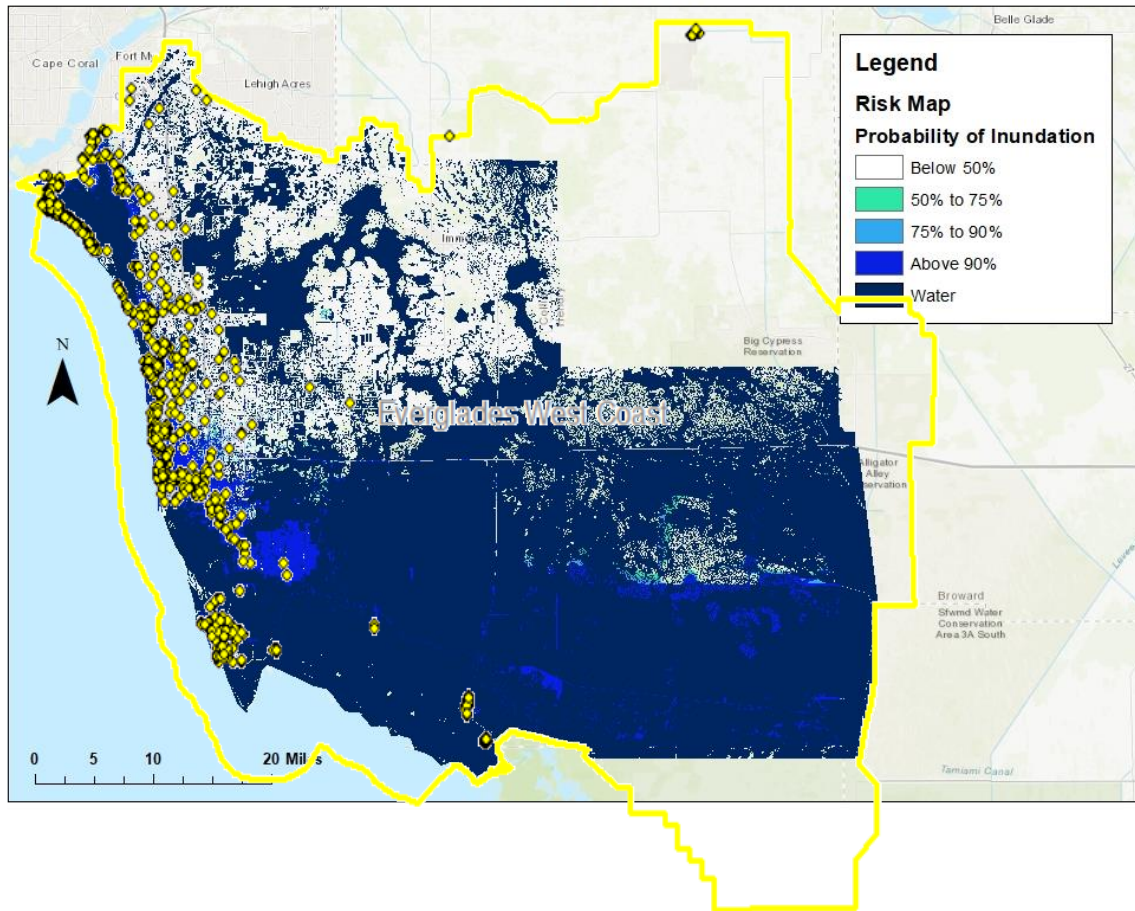 Belle Glade
Fort My
Cape Coral
Lehigh Acres
Legend
Risk Map
Probability of Inundation
Below 50%
50% to 75%
75% to 90%
Above 90%
Water
Hendry
Big Cypress
Reservation
N
Everglades West Coast
Alligator
Alley
Broward
Sfwmd Water
Conservation
Area 3A South
0 5 10 20 Miles
Tamiami Canal